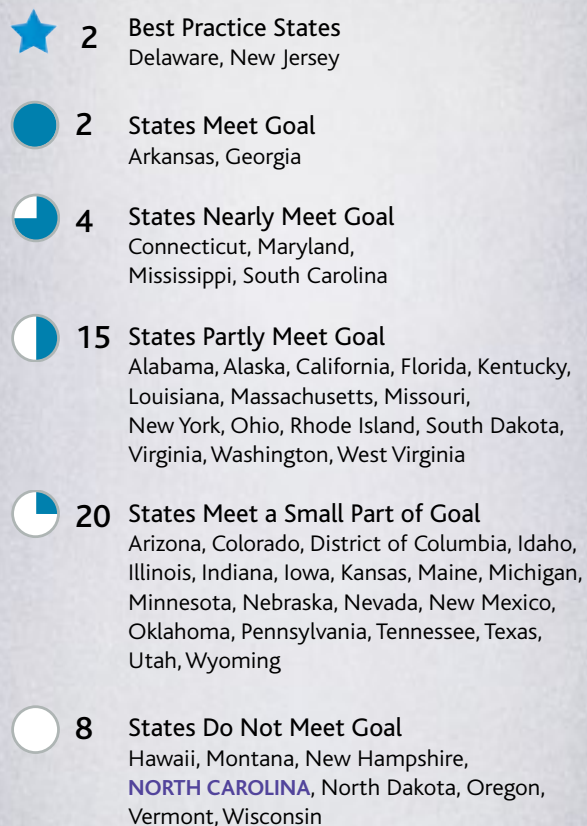 2 Best Practice States
Delaware, New Jersey
2 States Meet Goal
Arkansas, Georgia
4 States Nearly Meet Goal
Connecticut, Maryland,
Mississippi, South Carolina
15 States Partly Meet Goal
Alabama, Alaska, California, Florida, Kentucky,
Louisiana, Massachusetts, Missouri,
New York, Ohio, Rhode Island, South Dakota,
Virginia, Washington, West Virginia
20 States Meet a Small Part of Goal
Arizona, Colorado, District of Columbia, Idaho,
Illinois, Indiana, Iowa, Kansas, Maine, Michigan,
Minnesota, Nebraska, Nevada, New Mexico,
Oklahoma, Pennsylvania, Tennessee, Texas,
Utah, Wyoming
8 States Do Not Meet Goal
Hawaii, Montana, New Hampshire,
NORTH CAROLINA, North Dakota, Oregon,
Vermont, Wisconsin